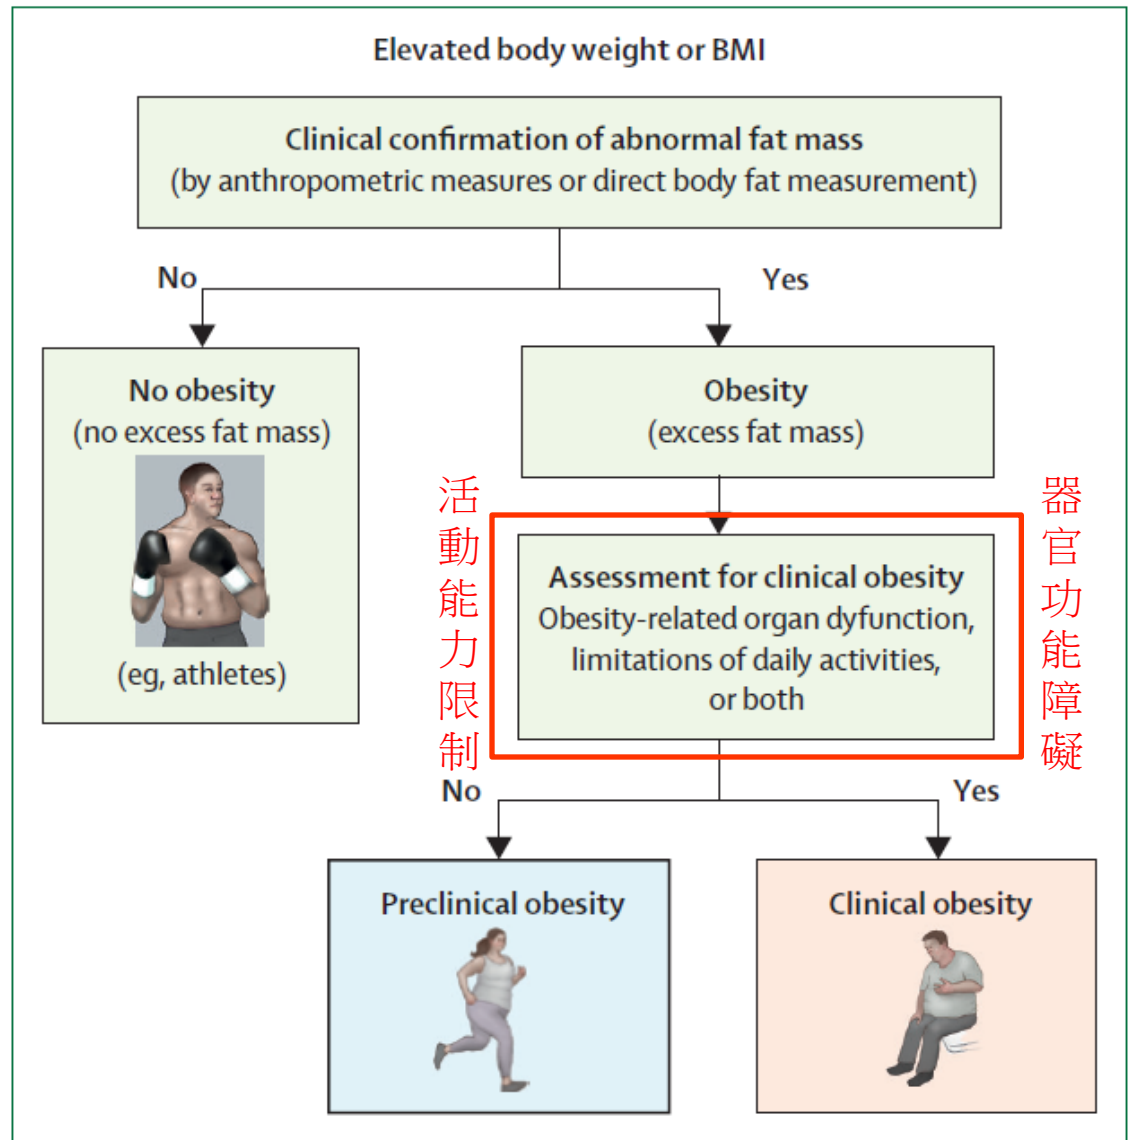 Elevated body weight or BMI
Clinical confirmation of abnormal fat mass
(by anthropometric measures or direct body fat measurement)
No
Yes
No obesity
(no excess fat mass)
(eg, athletes)
Obesity
(excess fat mass)
活動能力限制
Assessment for clinical obesity
Obesity-related organ dyfunction,
limitations of daily activities,
or both
器官功能障礙
No
Yes
Preclinical obesity
Clinical obesity